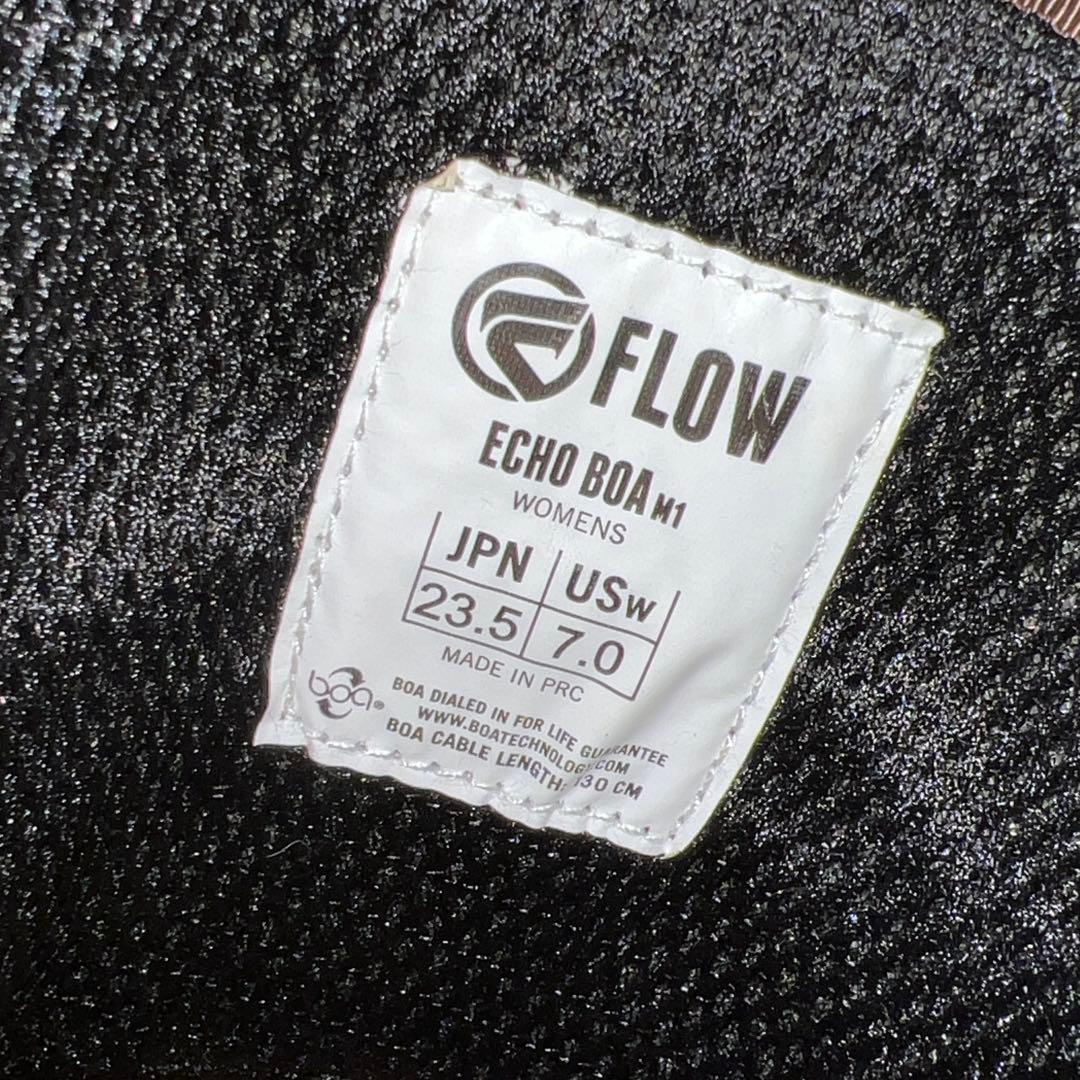 FLOW
ECHO BOA M1
WOMENS
JPN USW
23.5 7.0
MADE IN PRC
boa®
BOA DIALED IN FOR LIFE GUARANTEE
WWW.BOATECHNOLOGY.COM
BOA CABLE LENGTH: 130 CM